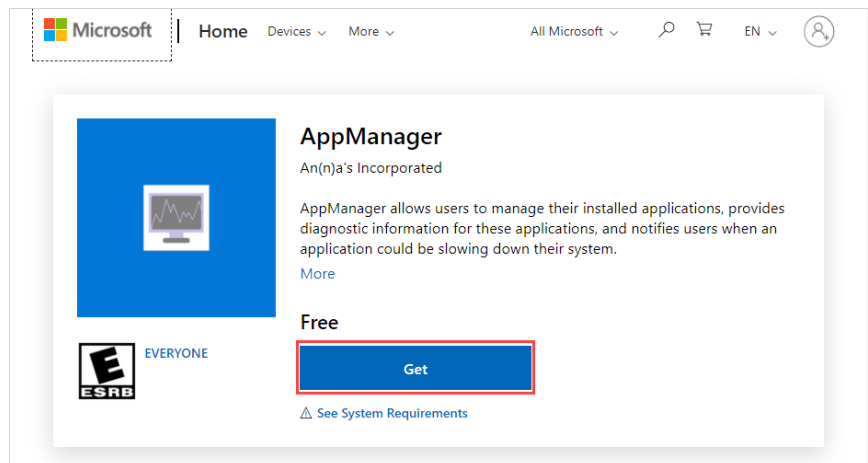 Microsoft Home Devices More All Microsoft EN
AppManager
An(n)a's Incorporated
AppManager allows users to manage their installed applications, provides
diagnostic information for these applications, and notifies users when an
application could be slowing down their system.
More
Free
Get
See System Requirements
E
ESRB
EVERYONE